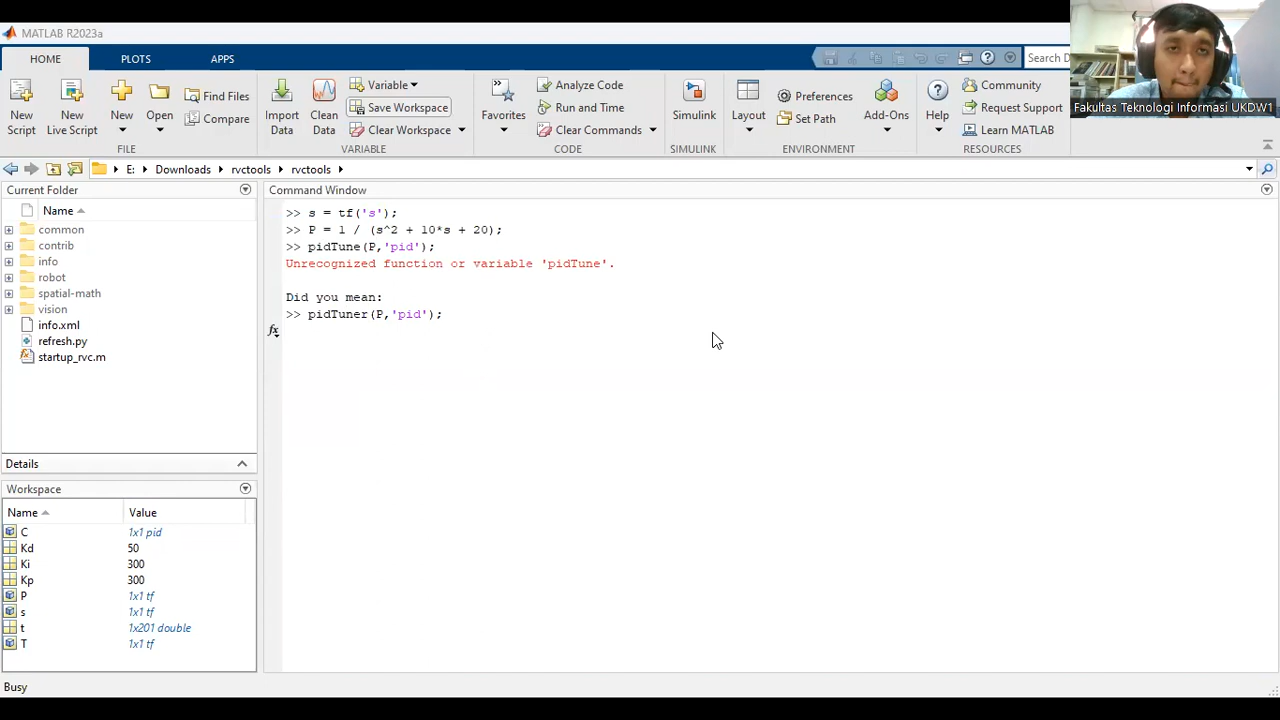 MATLAB R2023a
HOME
PLOTS
APPS
Search D
New Script
New Live Script
New
Open
Find Files
Compare
FILE
Import Data
Clean Data
Variable
Save Workspace
Clear Workspace
VARIABLE
Favorites
Analyze Code
Run and Time
Clear Commands
CODE
Simulink
SIMULINK
Layout
Preferences
Set Path
Add-Ons
ENVIRONMENT
Help
Community
Request Support
Learn MATLAB
RESOURCES
Fakultas Teknologi Informasi UKDW1
E: Downloads rvctools rvctools
Current Folder
Name
common
contrib
info
robot
spatial-math
vision
info.xml
refresh.py
startup_rvc.m
Details
Workspace
Name Value
C 1x1 pid
Kd 50
Ki 300
Kp 300
P 1x1 tf
s 1x1 tf
t 1x201 double
T 1x1 tf
Command Window
>> s = tf('s');
>> P = 1 / (s^2 + 10*s + 20);
>> pidTune(P,'pid');
Unrecognized function or variable 'pidTune'.
Did you mean:
>> pidTuner(P,'pid');
fx
Busy